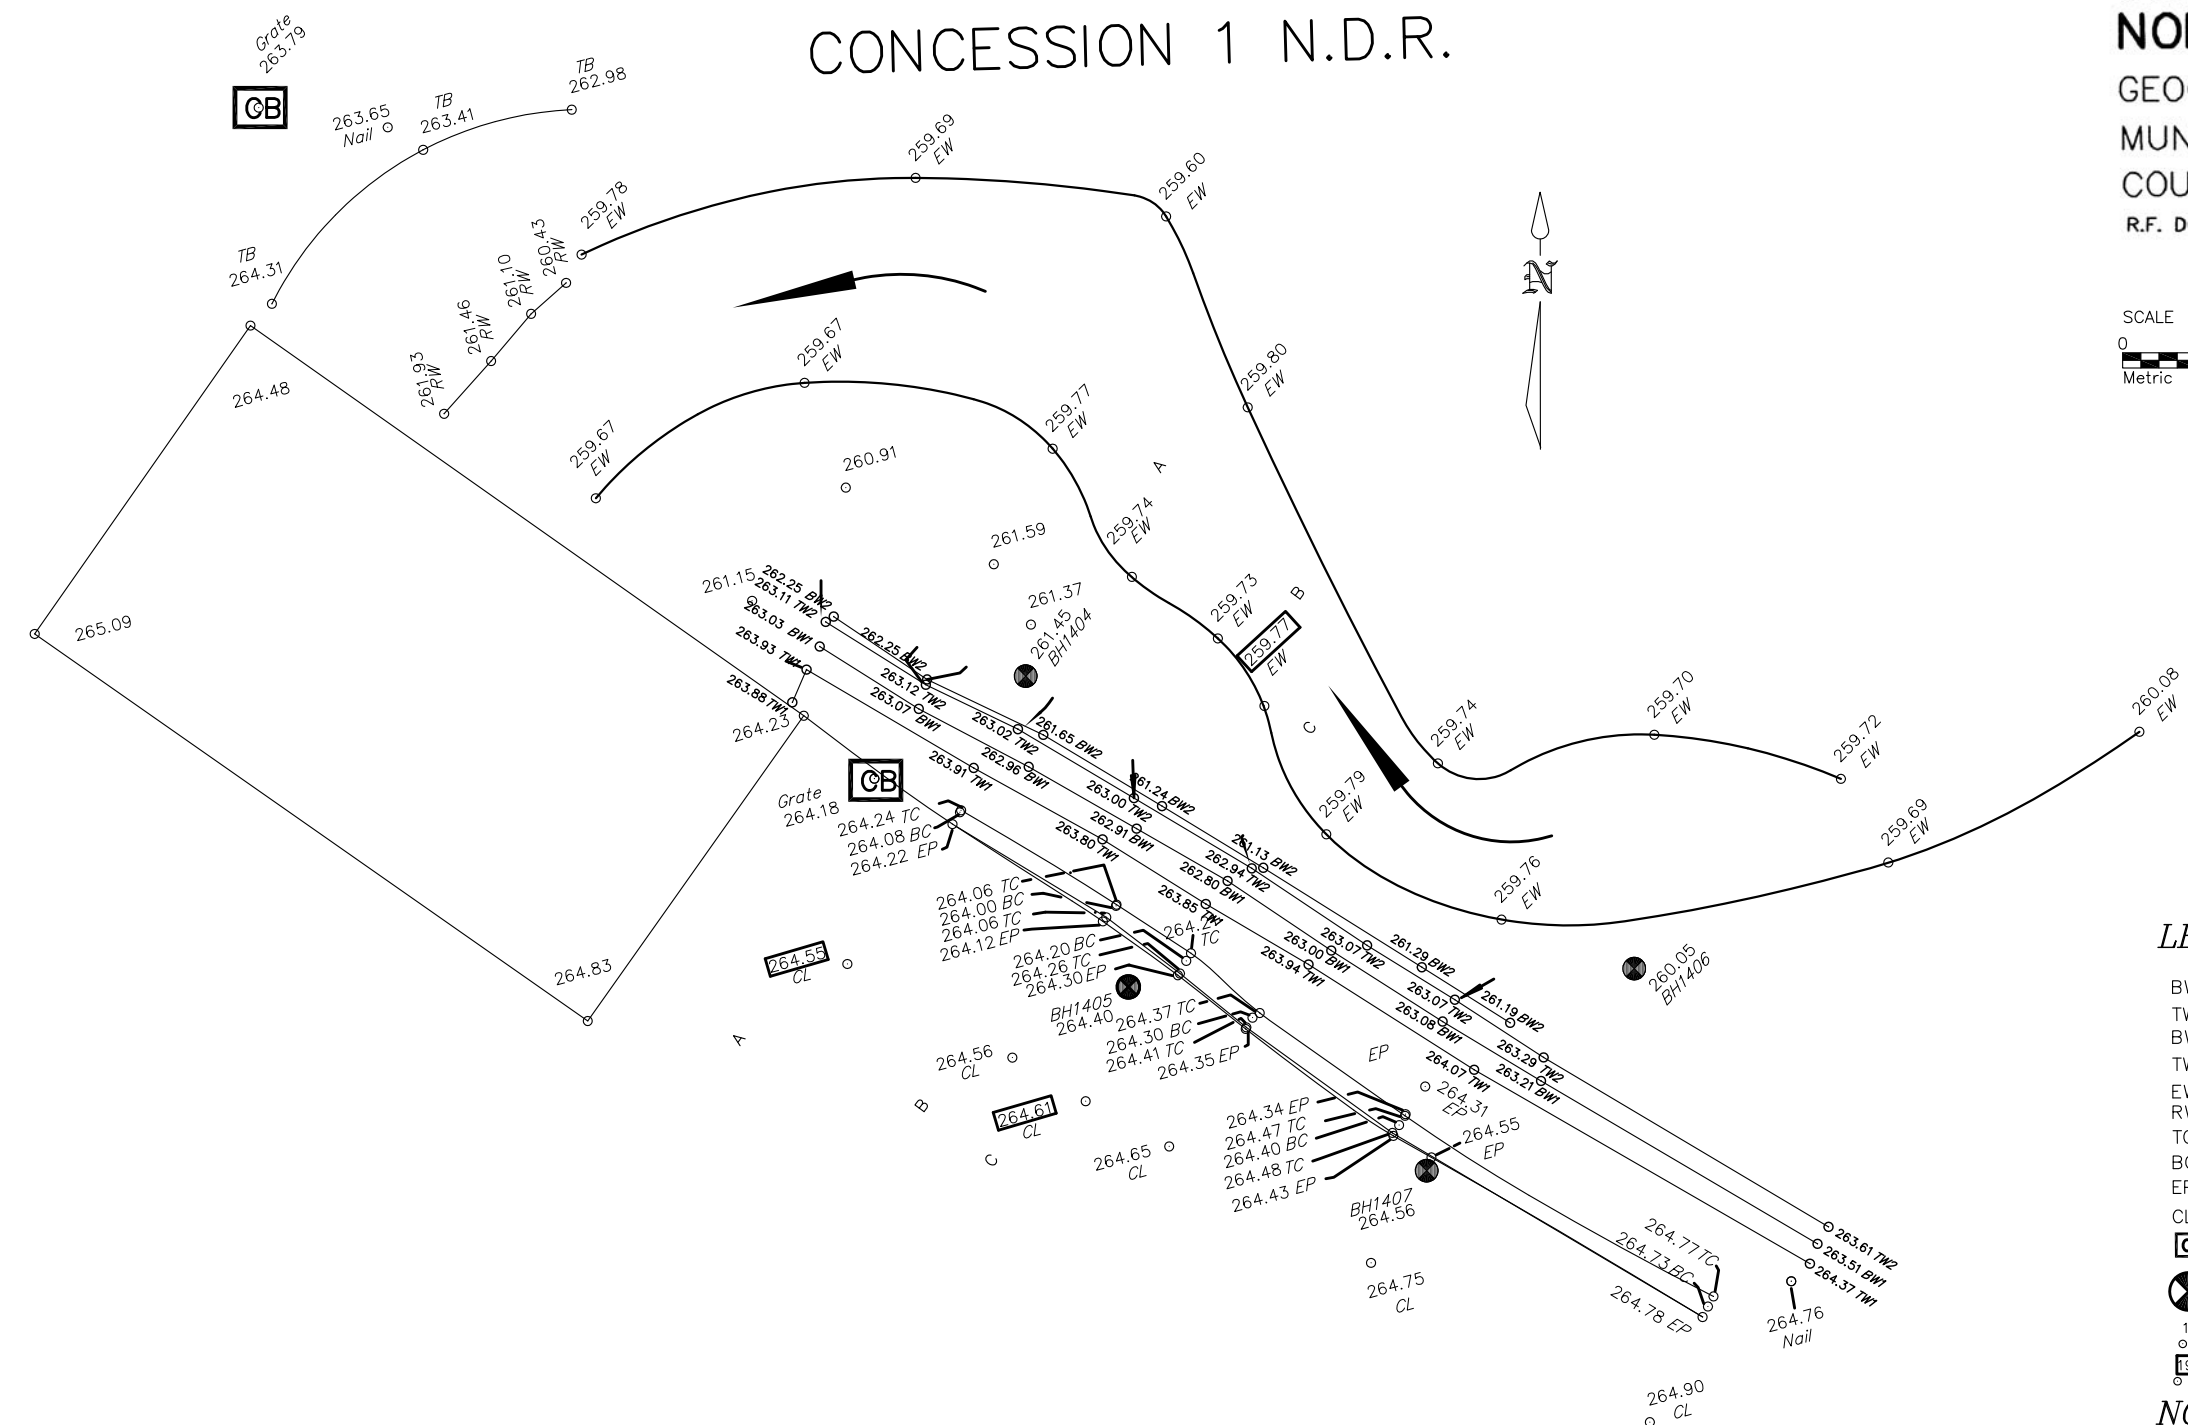 CONCESSION 1 N.D.R.
Grate
263.79
CB
263.65
Nail
TB
263.41
TB
262.98
TB
264.31
259.69
EW
259.60
EW
259.78
EW
260.43
RW
261.10
RW
261.46
RW
261.93
RW
N
SCALE
0
Metric
R.F.
264.48
259.67
EW
259.80
EW
259.77
EW
259.67
EW
260.91
A
259.74
EW
261.59
261.37
261.45
BH1404
259.73
EW
B
259.77
EW
C
265.09
261.15
262.25 BW2
263.11 TW2
263.03 BW1
263.93 TW1
263.88 TW1
264.23
262.25 BW2
263.12 TW2
263.07 BW1
263.02 TW2
261.65 BW2
262.96 BW1
263.91 TW1
263.00 TW2
261.24 BW2
262.91 BW1
263.80 TW1
261.13 BW2
262.94 TW2
262.80 BW1
263.85 TW1
261.29 BW2
263.07 TW2
263.00 BW1
263.94 TW1
261.19 BW2
263.07 TW2
263.08 BW1
264.07 TW1
263.29 TW2
263.21 BW1
263.61 TW2
263.51 BW1
264.37 TW1
259.74
EW
259.70
EW
259.72
EW
260.08
EW
259.79
EW
259.69
EW
259.76
EW
260.05
BH1406
CB
Grate
264.18
264.24 TC
264.08 BC
264.22 EP
264.06 TC
264.00 BC
264.06 TC
264.12 EP
TC
264.20 BC
264.26 TC
264.30 EP
264.55
CL
264.83
BH1405
264.40
264.37 TC
264.30 BC
264.41 TC
264.35 EP
A
264.56
CL
B
264.61
CL
C
264.65
CL
EP
264.31
EP
264.34 EP
264.47 TC
264.40 BC
264.48 TC
264.43 EP
264.55
EP
BH1407
264.56
264.75
CL
264.77 TC
264.73 BC
264.78 EP
264.76
Nail
264.90
CL